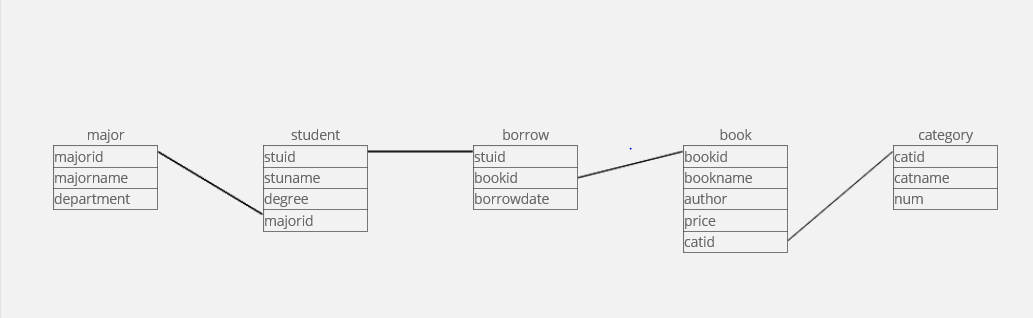 major
majorid
majorname
department
student
stuid
stuname
degree
majorid
borrow
stuid
bookid
borrowdate
book
bookid
bookname
author
price
catid
category
catid
catname
num